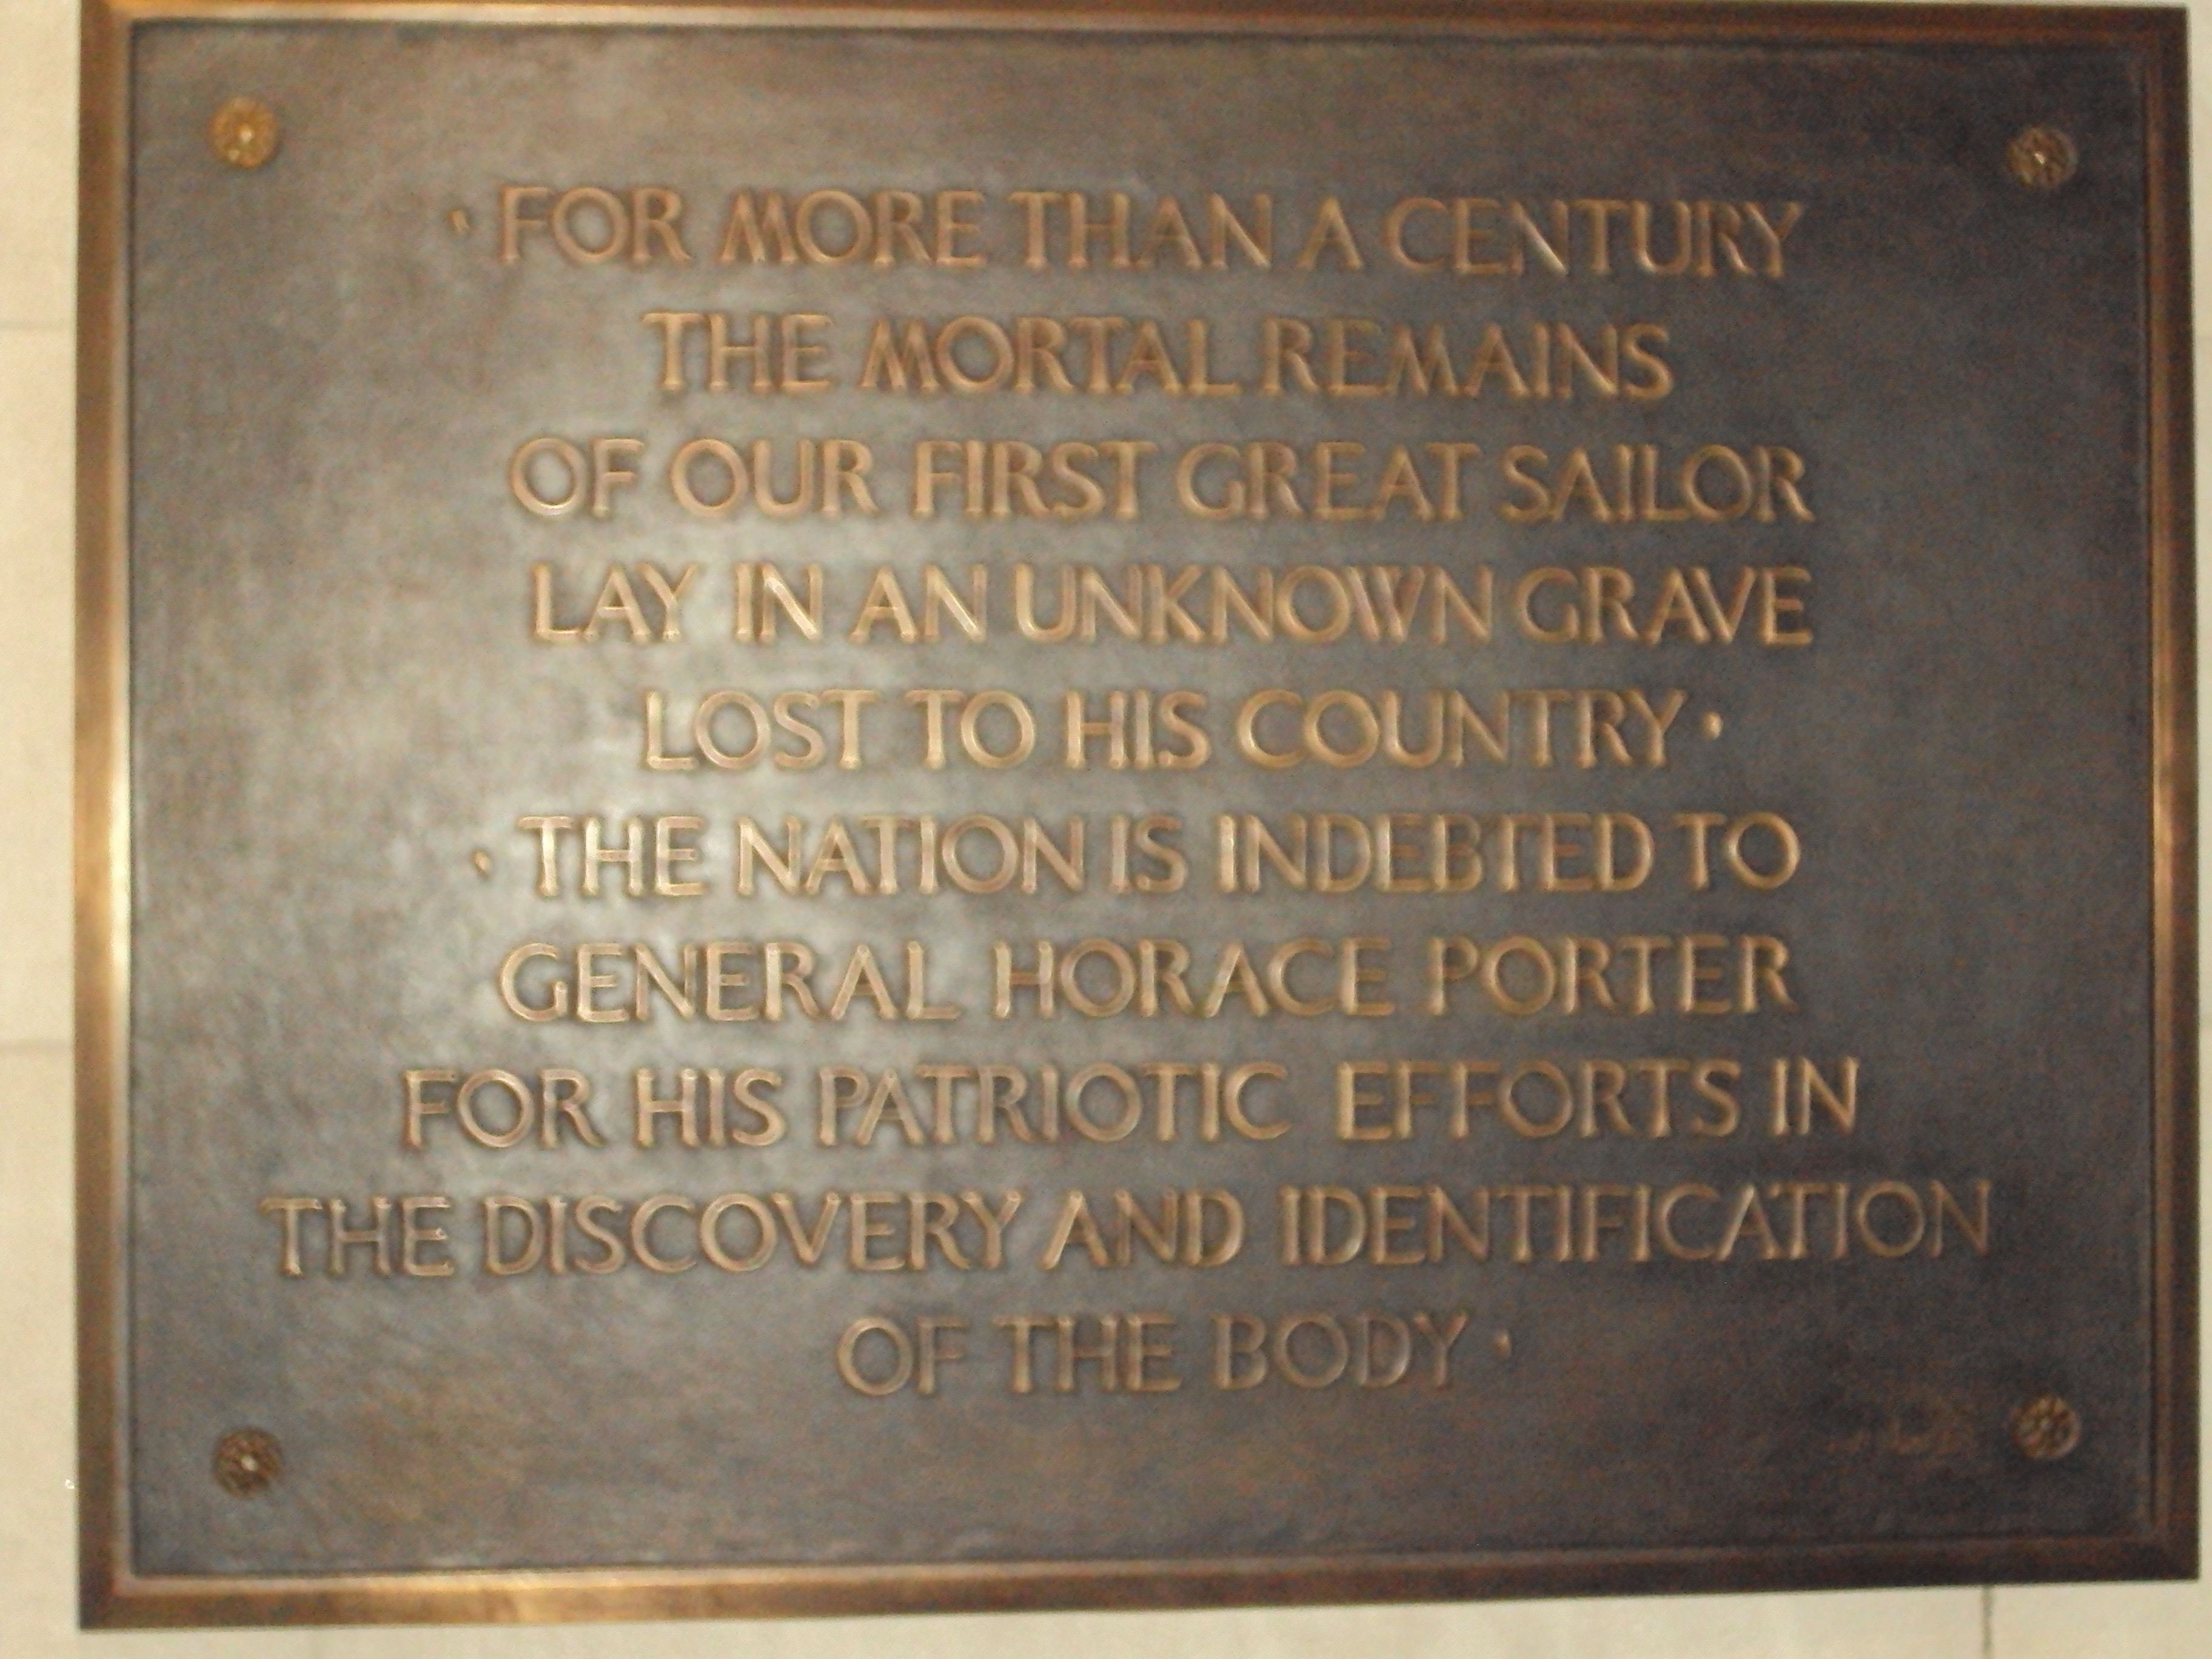 · FOR MORE THAN A CENTURY
THE MORTAL REMAINS
OF OUR FIRST GREAT SAILOR
LAY IN AN UNKNOWN GRAVE
LOST TO HIS COUNTRY ·
· THE NATION IS INDEBTED TO
GENERAL HORACE PORTER
FOR HIS PATRIOTIC EFFORTS IN
THE DISCOVERY AND IDENTIFICATION
OF THE BODY ·